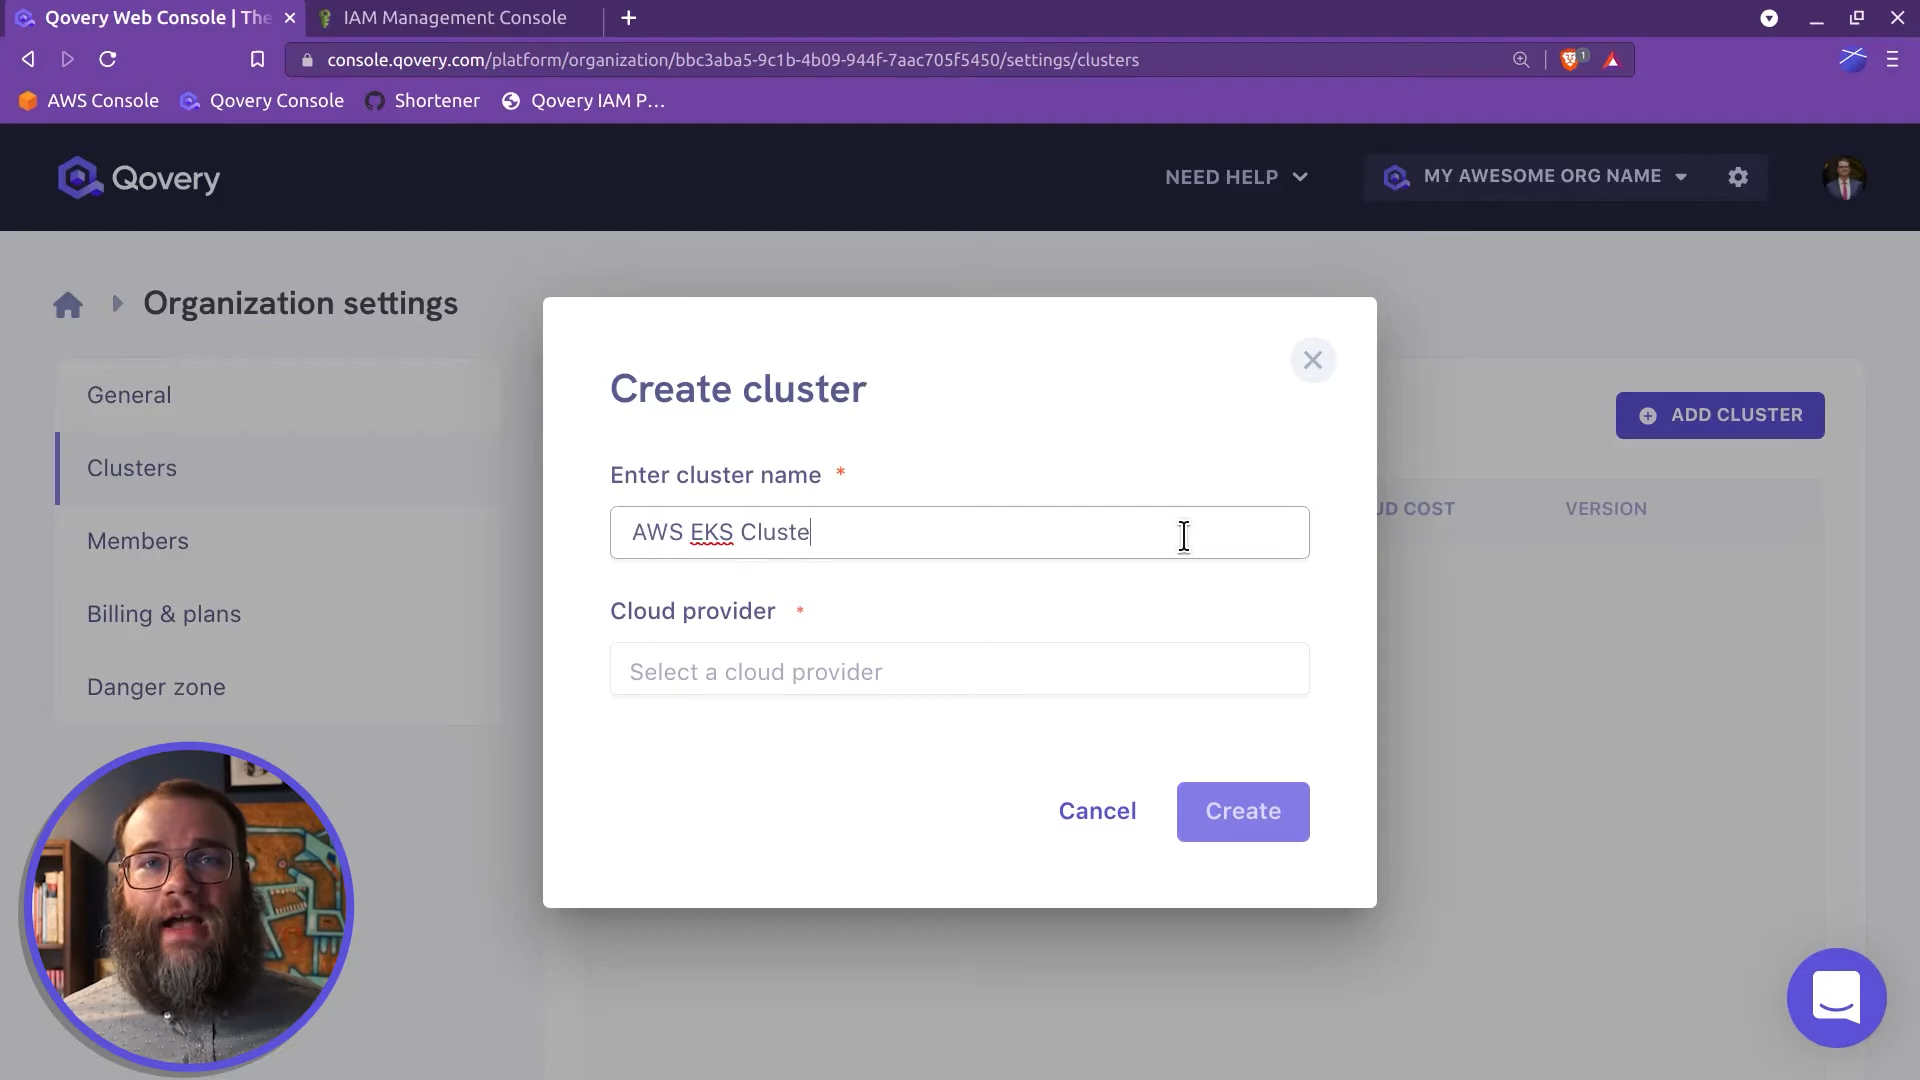 Qovery Web Console | The
IAM Management Console
console.qovery.com/platform/organization/bbc3aba5-9c1b-4b09-944f-7aac705f5450/settings/clusters
1
AWS Console
Qovery Console
Shortener
Qovery IAM P…
Qovery
NEED HELP
MY AWESOME ORG NAME
Organization settings
General
Clusters
Members
Billing & plans
Danger zone
ADD CLUSTER
UD COST
VERSION
Create cluster
Enter cluster name *
AWS EKS Cluste
Cloud provider *
Select a cloud provider
Cancel
Create